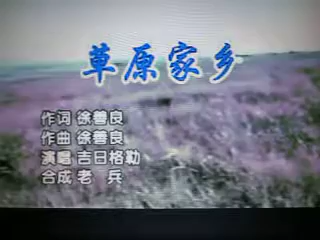 草原家乡
作词 徐善良
作曲 徐善良
演唱 吉日格勒
合成 老 兵